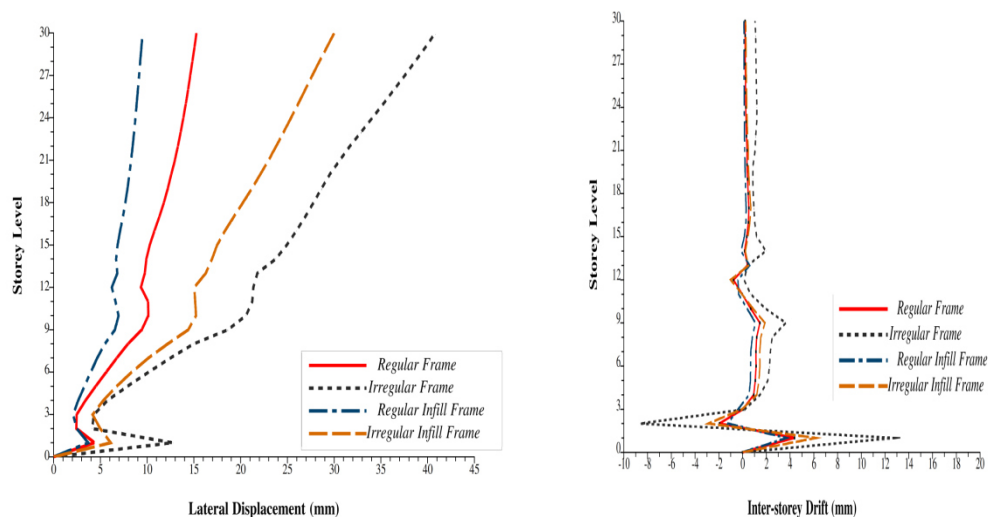 30
27
24
21
18
15
12
9
6
3
0
Storey Level
0 5 10 15 20 25 30 35 40 45
Lateral Displacement (mm)
Regular Frame
Irregular Frame
Regular Infill Frame
Irregular Infill Frame
30
27
24
21
18
15
12
9
6
3
0
Storey Level
-10 -8 -6 -4 -2 0 2 4 6 8 10 12 14 16 18 20
Inter-storey Drift (mm)
Regular Frame
Irregular Frame
Regular Infill Frame
Irregular Infill Frame